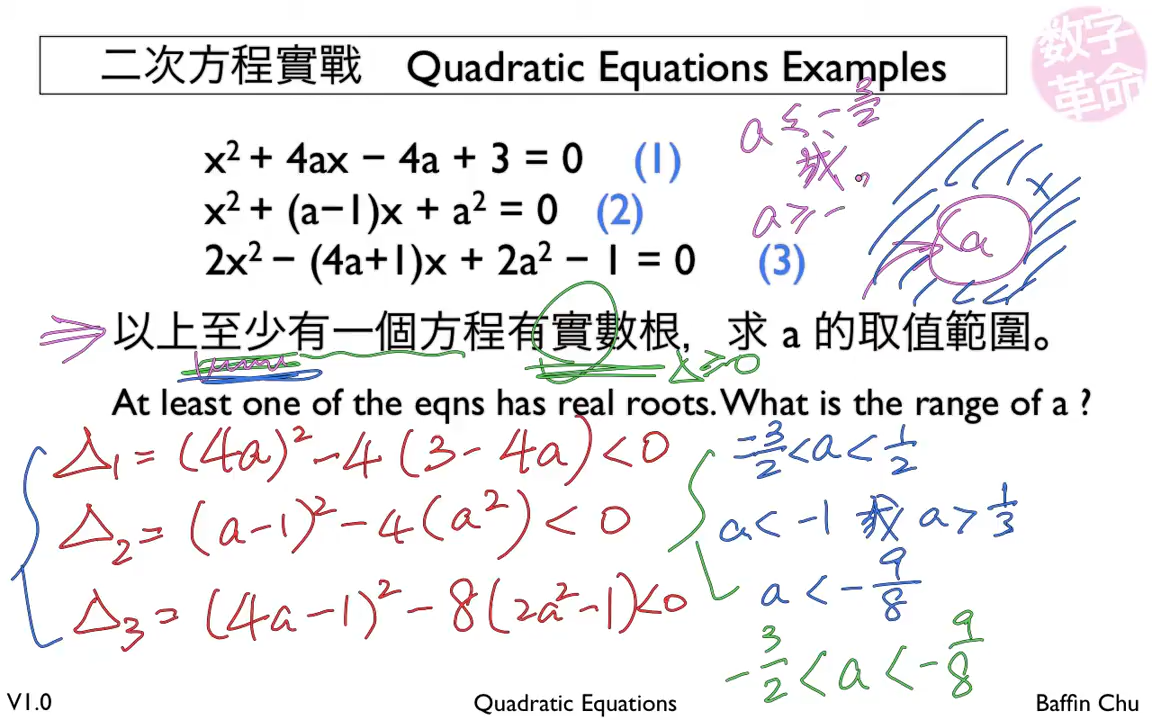 二次方程實戰 Quadratic Equations Examples
数字
革命
x² + 4ax − 4a + 3 = 0 (1)
x² + (a−1)x + a² = 0 (2)
2x² − (4a+1)x + 2a² − 1 = 0 (3)
a ≤ -3/2
或
a ≥ -
a
以上至少有一個方程有實數根, 求 a 的取值範圍。
Δ ≥ 0
At least one of the eqns has real roots. What is the range of a ?
Δ₁ = (4a)² - 4(3 - 4a) < 0
-3/2 < a < 1/2
Δ₂ = (a-1)² - 4(a²) < 0
a < -1 或 a > 1/3
Δ₃ = (4a-1)² - 8(2a²-1) < 0
a < -9/8
-3/2 < a < -9/8
V1.0 Quadratic Equations Baffin Chu